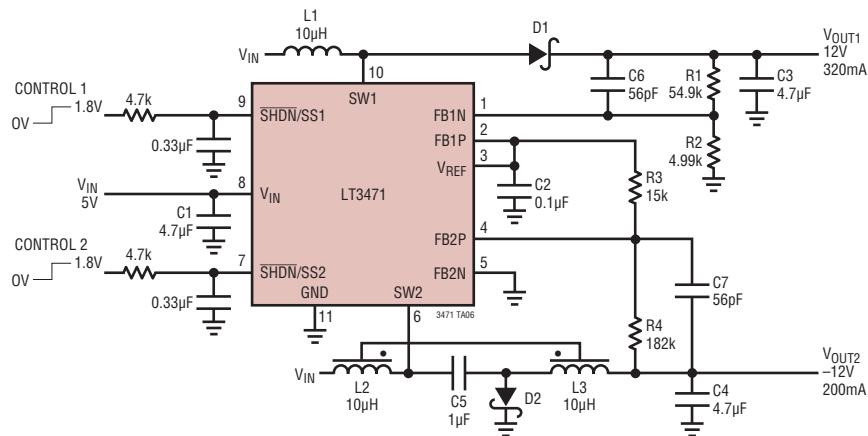 L1
10µH
VIN
D1
VOUT1
12V
320mA
10
SW1
C6
56pF
R1
54.9k
C3
4.7µF
CONTROL 1
1.8V
0V
4.7k
9
SHDN/SS1
0.33µF
1
FB1N
2
FB1P
3
VREF
R2
4.99k
R3
15k
C2
0.1µF
VIN
5V
8
VIN
C1
4.7µF
LT3471
4
FB2P
5
FB2N
CONTROL 2
1.8V
0V
4.7k
7
SHDN/SS2
0.33µF
GND
11
SW2
6
3471 TA06
C7
56pF
R4
182k
VIN
L2
10µH
C5
1µF
D2
L3
10µH
VOUT2
–12V
200mA
C4
4.7µF